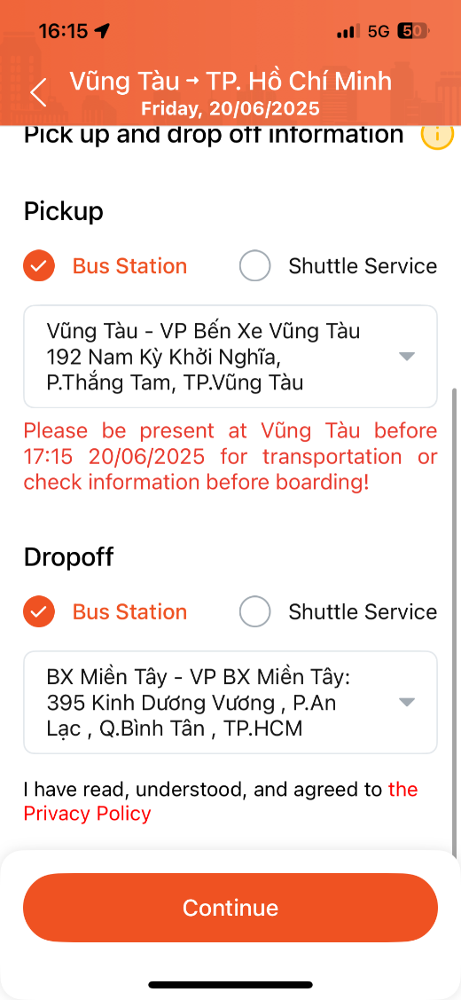 16:15
5G
50
Vũng Tàu → TP. Hồ Chí Minh
Friday, 20/06/2025
Pick up and drop off information
Pickup
Bus Station
Shuttle Service
Vũng Tàu - VP Bến Xe Vũng Tàu
192 Nam Kỳ Khởi Nghĩa,
P.Thắng Tam, TP.Vũng Tàu
Please be present at Vũng Tàu before
17:15 20/06/2025 for transportation or
check information before boarding!
Dropoff
Bus Station
Shuttle Service
BX Miền Tây - VP BX Miền Tây:
395 Kinh Dương Vương , P.An
Lạc , Q.Bình Tân , TP.HCM
I have read, understood, and agreed to the
Privacy Policy
Continue